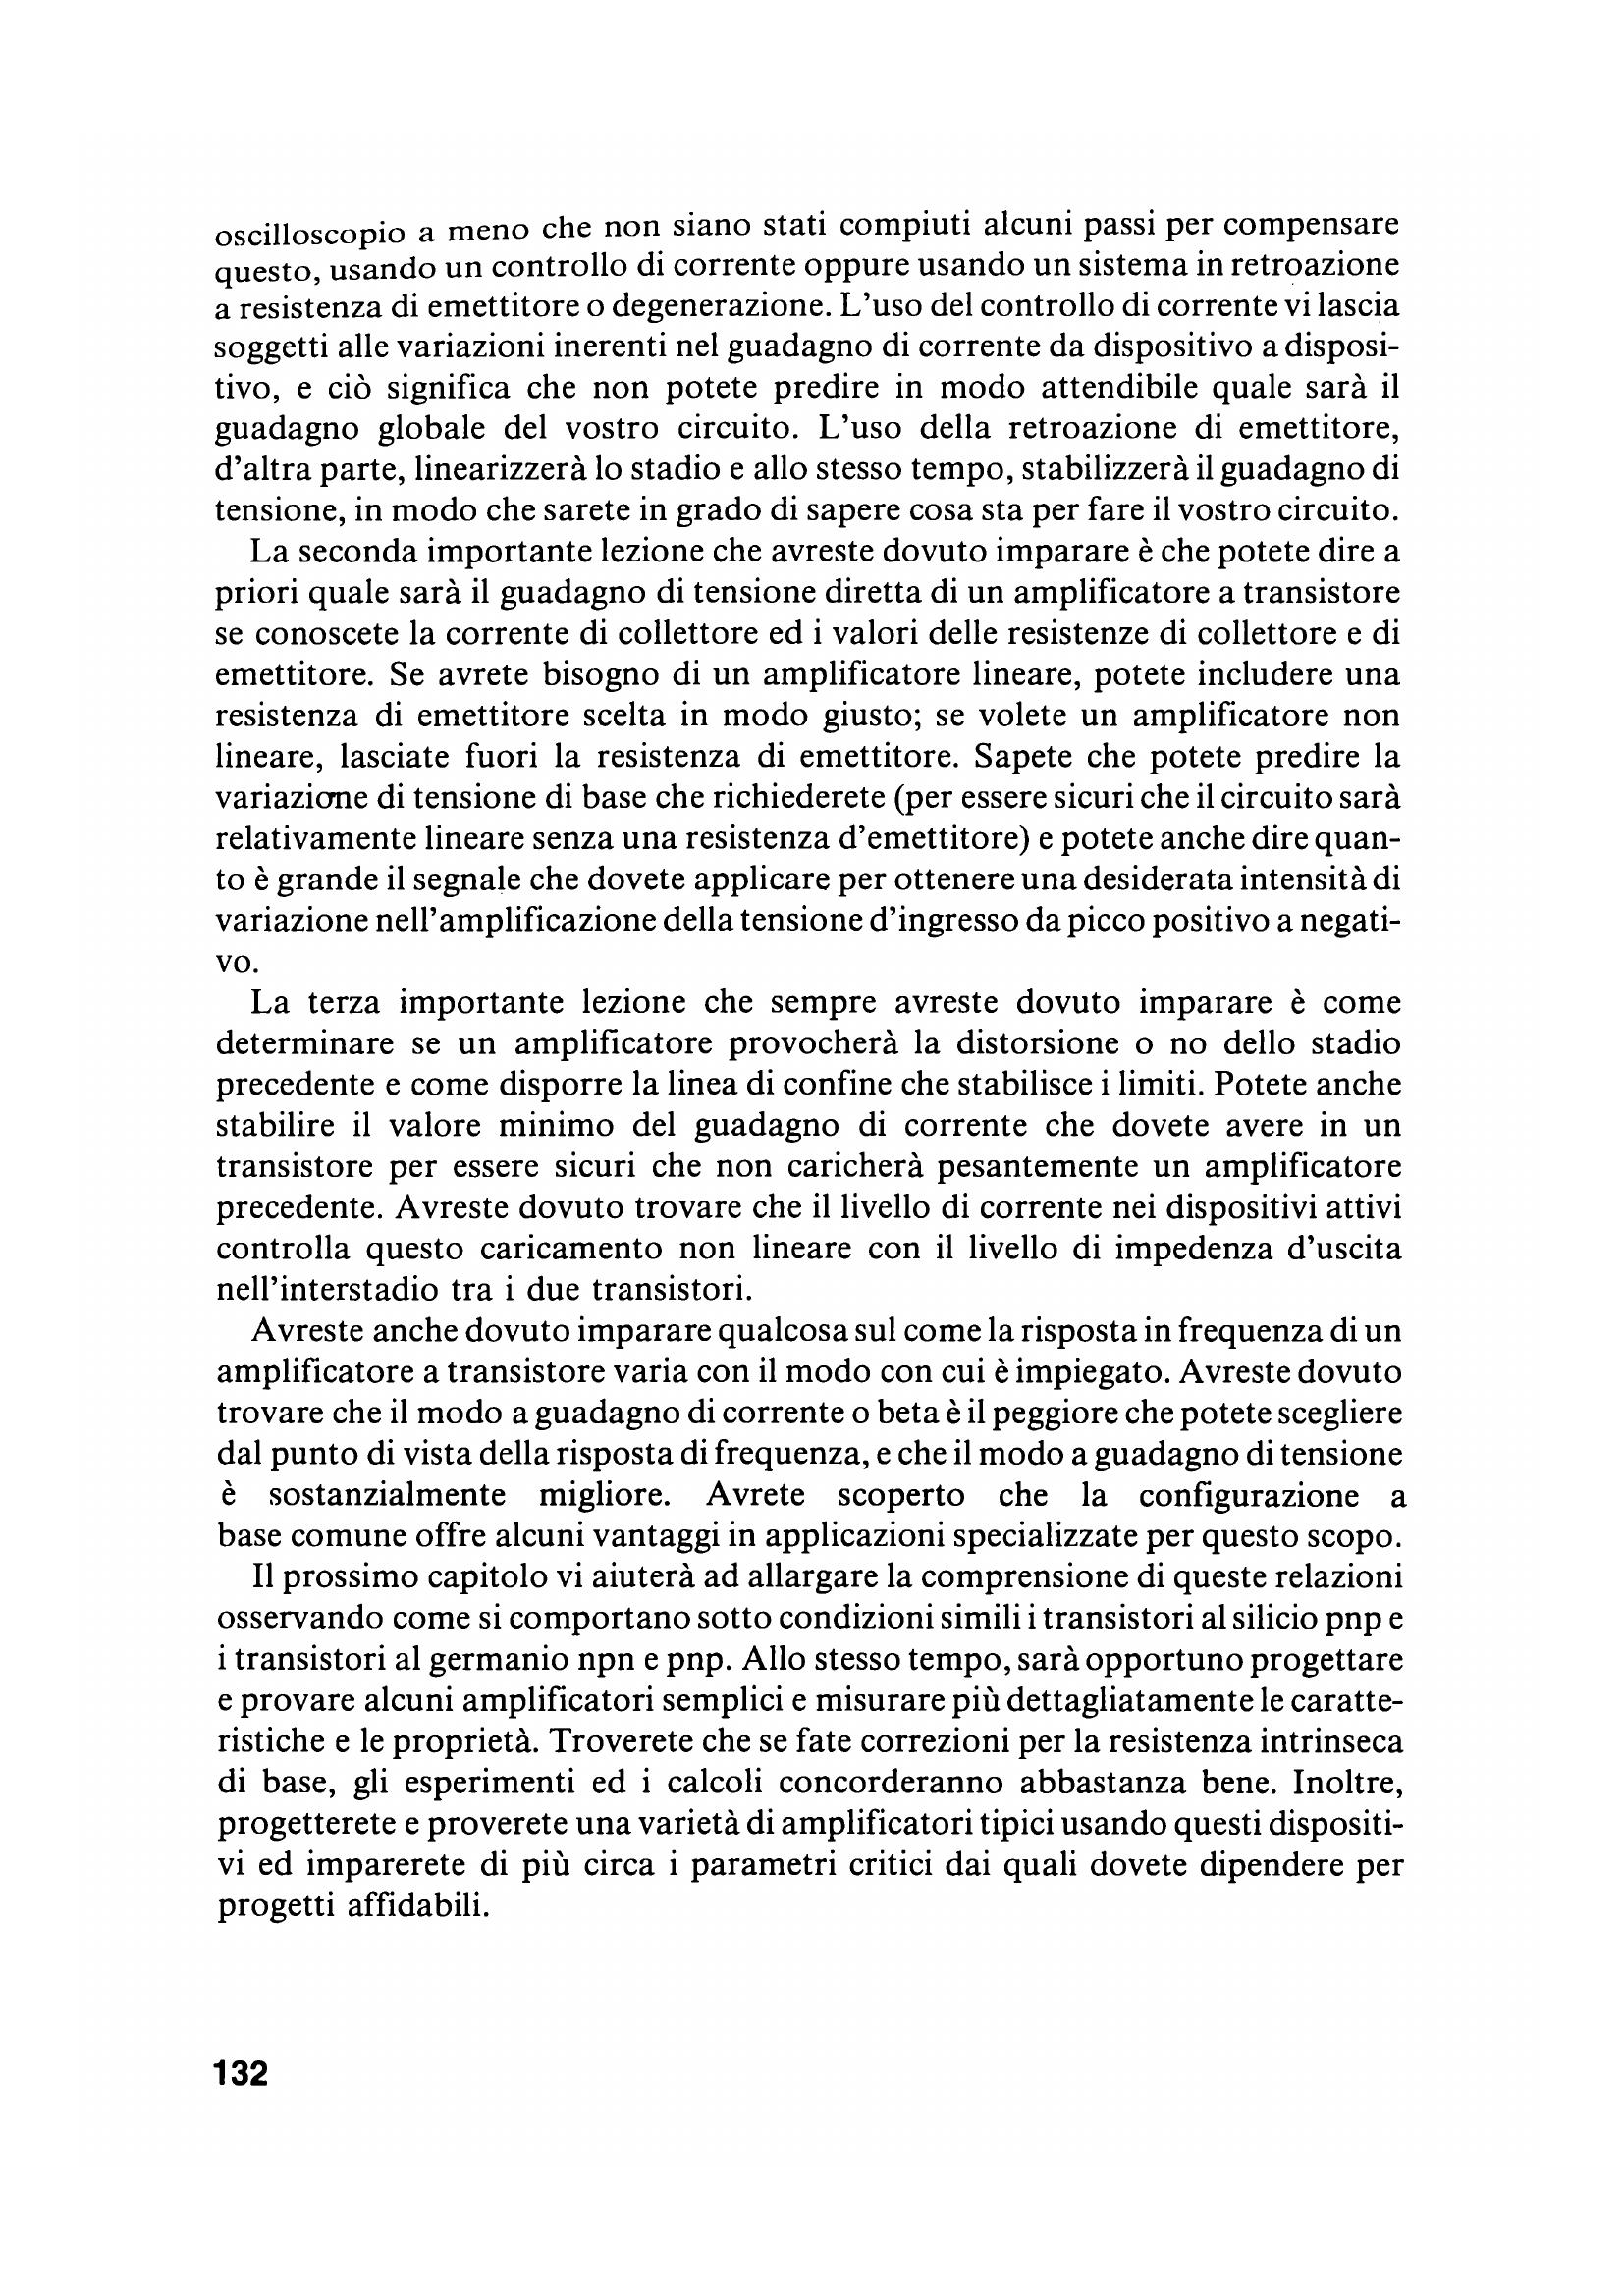 oscilloscopio a meno che non siano stati compiuti alcuni passi per compensare
questo, usando un controllo di corrente oppure usando un sistema in retroazione
a resistenza di emettitore o degenerazione. L'uso del controllo di corrente vi lascia
soggetti alle variazioni inerenti nel guadagno di corrente da dispositivo a disposi-
tivo, e ciò significa che non potete predire in modo attendibile quale sarà il
guadagno globale del vostro circuito. L'uso della retroazione di emettitore,
d'altra parte, linearizzerà lo stadio e allo stesso tempo, stabilizzerà il guadagno di
tensione, in modo che sarete in grado di sapere cosa sta per fare il vostro circuito.
La seconda importante lezione che avreste dovuto imparare è che potete dire a
priori quale sarà il guadagno di tensione diretta di un amplificatore a transistore
se conoscete la corrente di collettore ed i valori delle resistenze di collettore e di
emettitore. Se avrete bisogno di un amplificatore lineare, potete includere una
resistenza di emettitore scelta in modo giusto; se volete un amplificatore non
lineare, lasciate fuori la resistenza di emettitore. Sapete che potete predire la
variazione di tensione di base che richiederete (per essere sicuri che il circuito sarà
relativamente lineare senza una resistenza d'emettitore) e potete anche dire quan-
to è grande il segnale che dovete applicare per ottenere una desiderata intensità di
variazione nell'amplificazione della tensione d'ingresso da picco positivo a negati-
vo.
La terza importante lezione che sempre avreste dovuto imparare è come
determinare se un amplificatore provocherà la distorsione o no dello stadio
precedente e come disporre la linea di confine che stabilisce i limiti. Potete anche
stabilire il valore minimo del guadagno di corrente che dovete avere in un
transistore per essere sicuri che non caricherà pesantemente un amplificatore
precedente. Avreste dovuto trovare che il livello di corrente nei dispositivi attivi
controlla questo caricamento non lineare con il livello di impedenza d'uscita
nell'interstadio tra i due transistori.
Avreste anche dovuto imparare qualcosa sul come la risposta in frequenza di un
amplificatore a transistore varia con il modo con cui è impiegato. Avreste dovuto
trovare che il modo a guadagno di corrente o beta è il peggiore che potete scegliere
dal punto di vista della risposta di frequenza, e che il modo a guadagno di tensione
è sostanzialmente migliore. Avrete scoperto che la configurazione a
base comune offre alcuni vantaggi in applicazioni specializzate per questo scopo.
Il prossimo capitolo vi aiuterà ad allargare la comprensione di queste relazioni
osservando come si comportano sotto condizioni simili i transistori al silicio pnp e
i transistori al germanio npn e pnp. Allo stesso tempo, sarà opportuno progettare
e provare alcuni amplificatori semplici e misurare più dettagliatamente le caratte-
ristiche e le proprietà. Troverete che se fate correzioni per la resistenza intrinseca
di base, gli esperimenti ed i calcoli concorderanno abbastanza bene. Inoltre,
progetterete e proverete una varietà di amplificatori tipici usando questi dispositi-
vi ed imparerete di più circa i parametri critici dai quali dovete dipendere per
progetti affidabili.
132